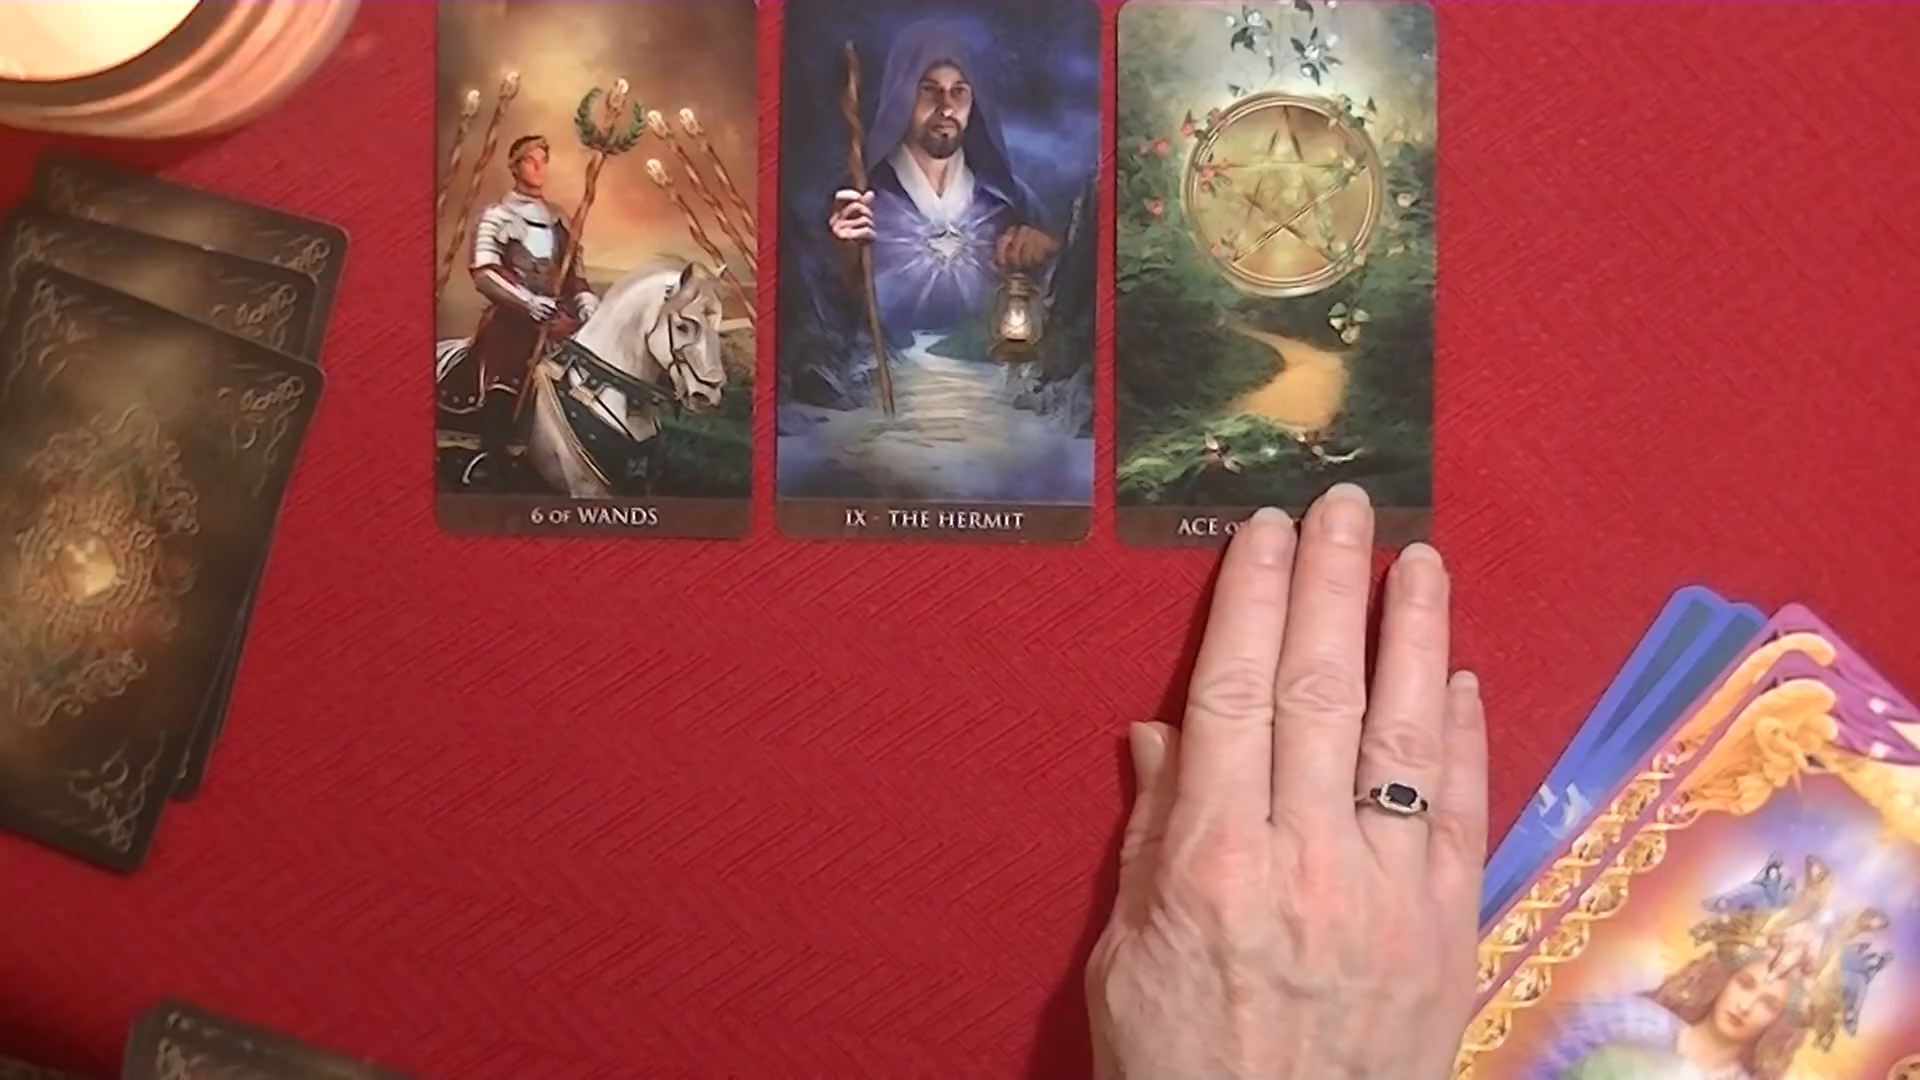 6 OF WANDS
IX - THE HERMIT
ACE